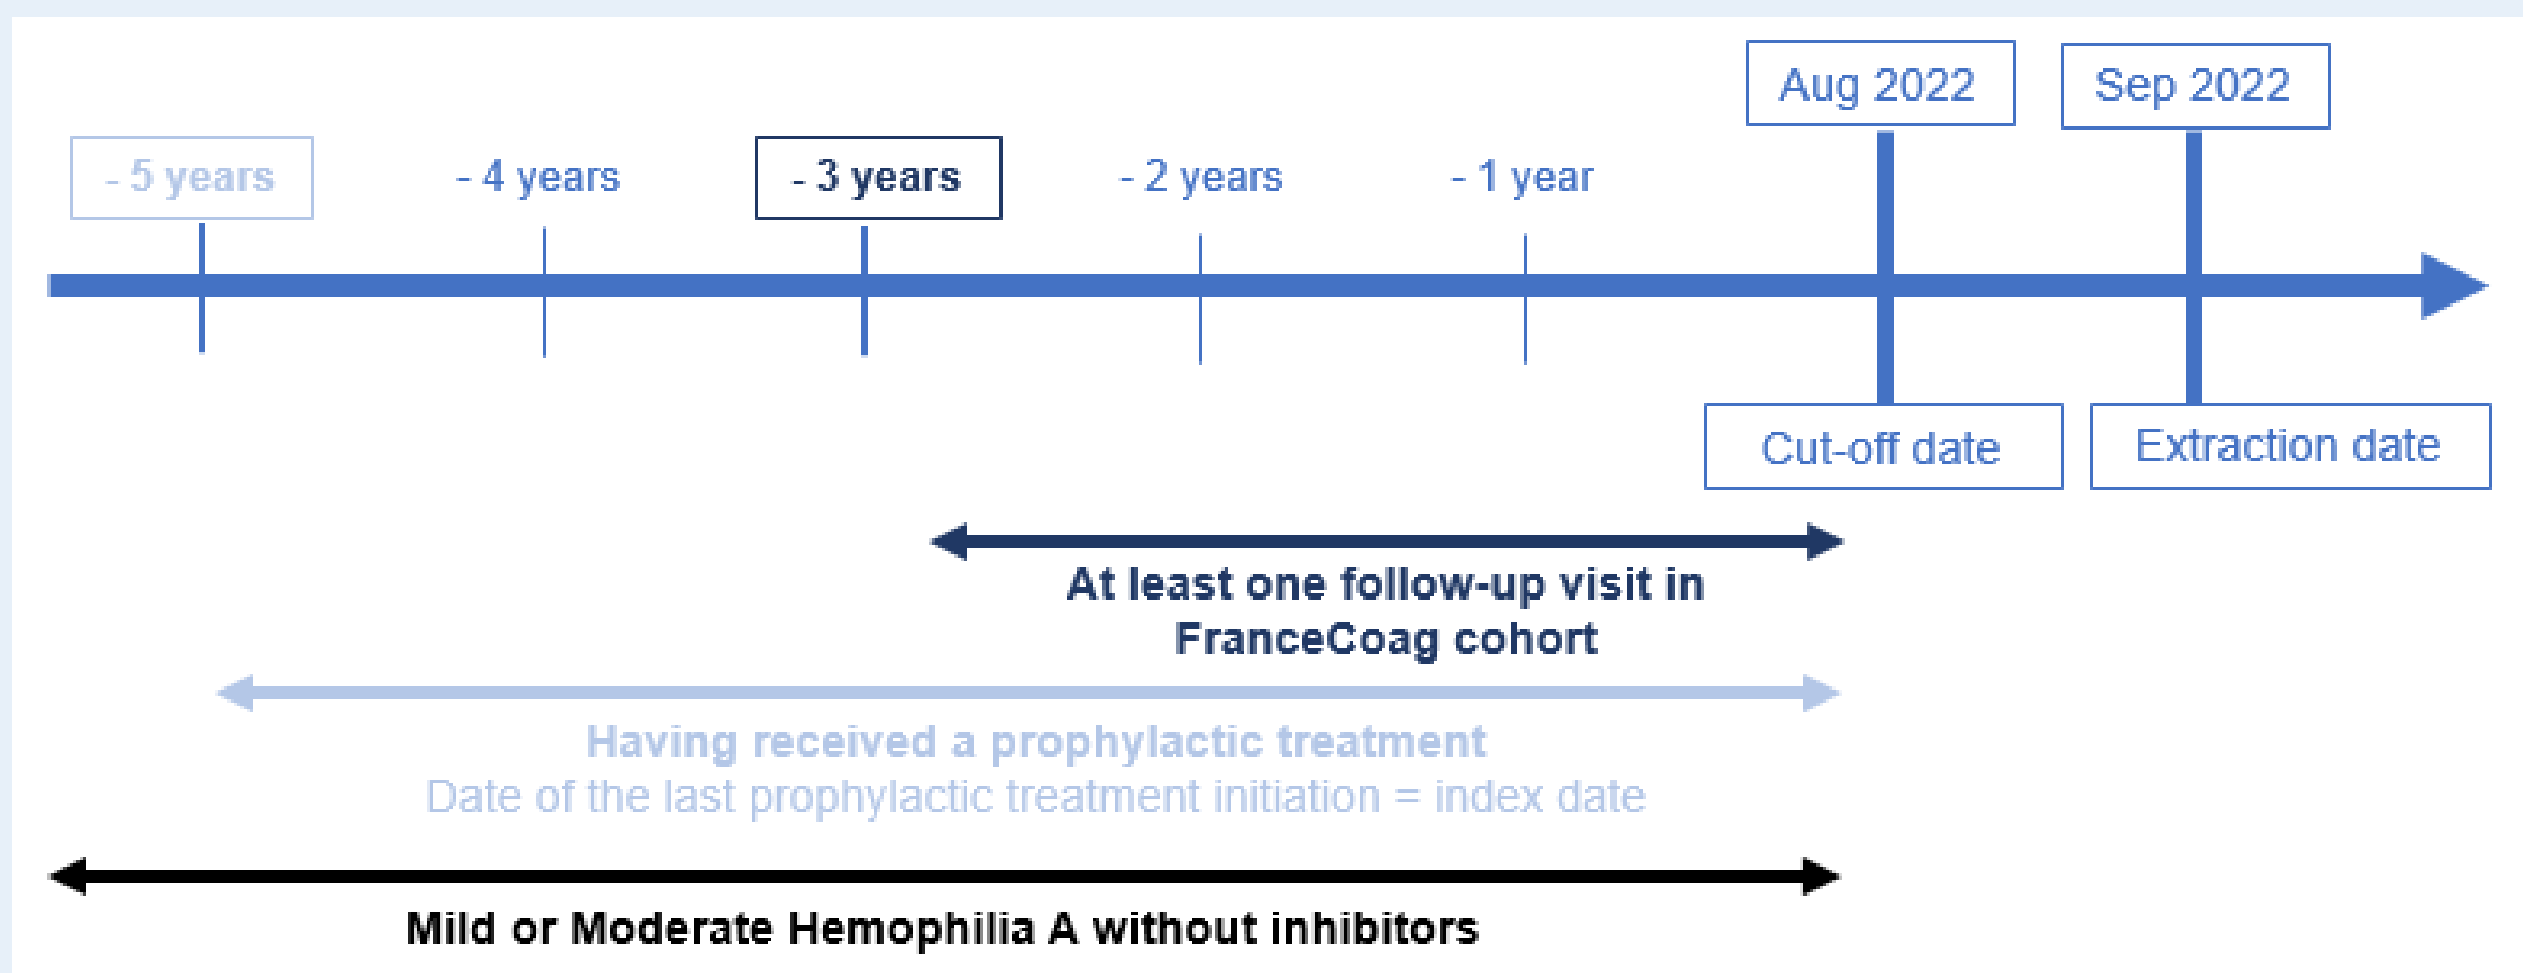 Aug 2022
Sep 2022
- 5 years
- 4 years
- 3 years
- 2 years
- 1 year
Cut-off date
Extraction date
At least one follow-up visit in
FranceCoag cohort
Having received a prophylactic treatment
Date of the last prophylactic treatment initiation = index date
Mild or Moderate Hemophilia A without inhibitors